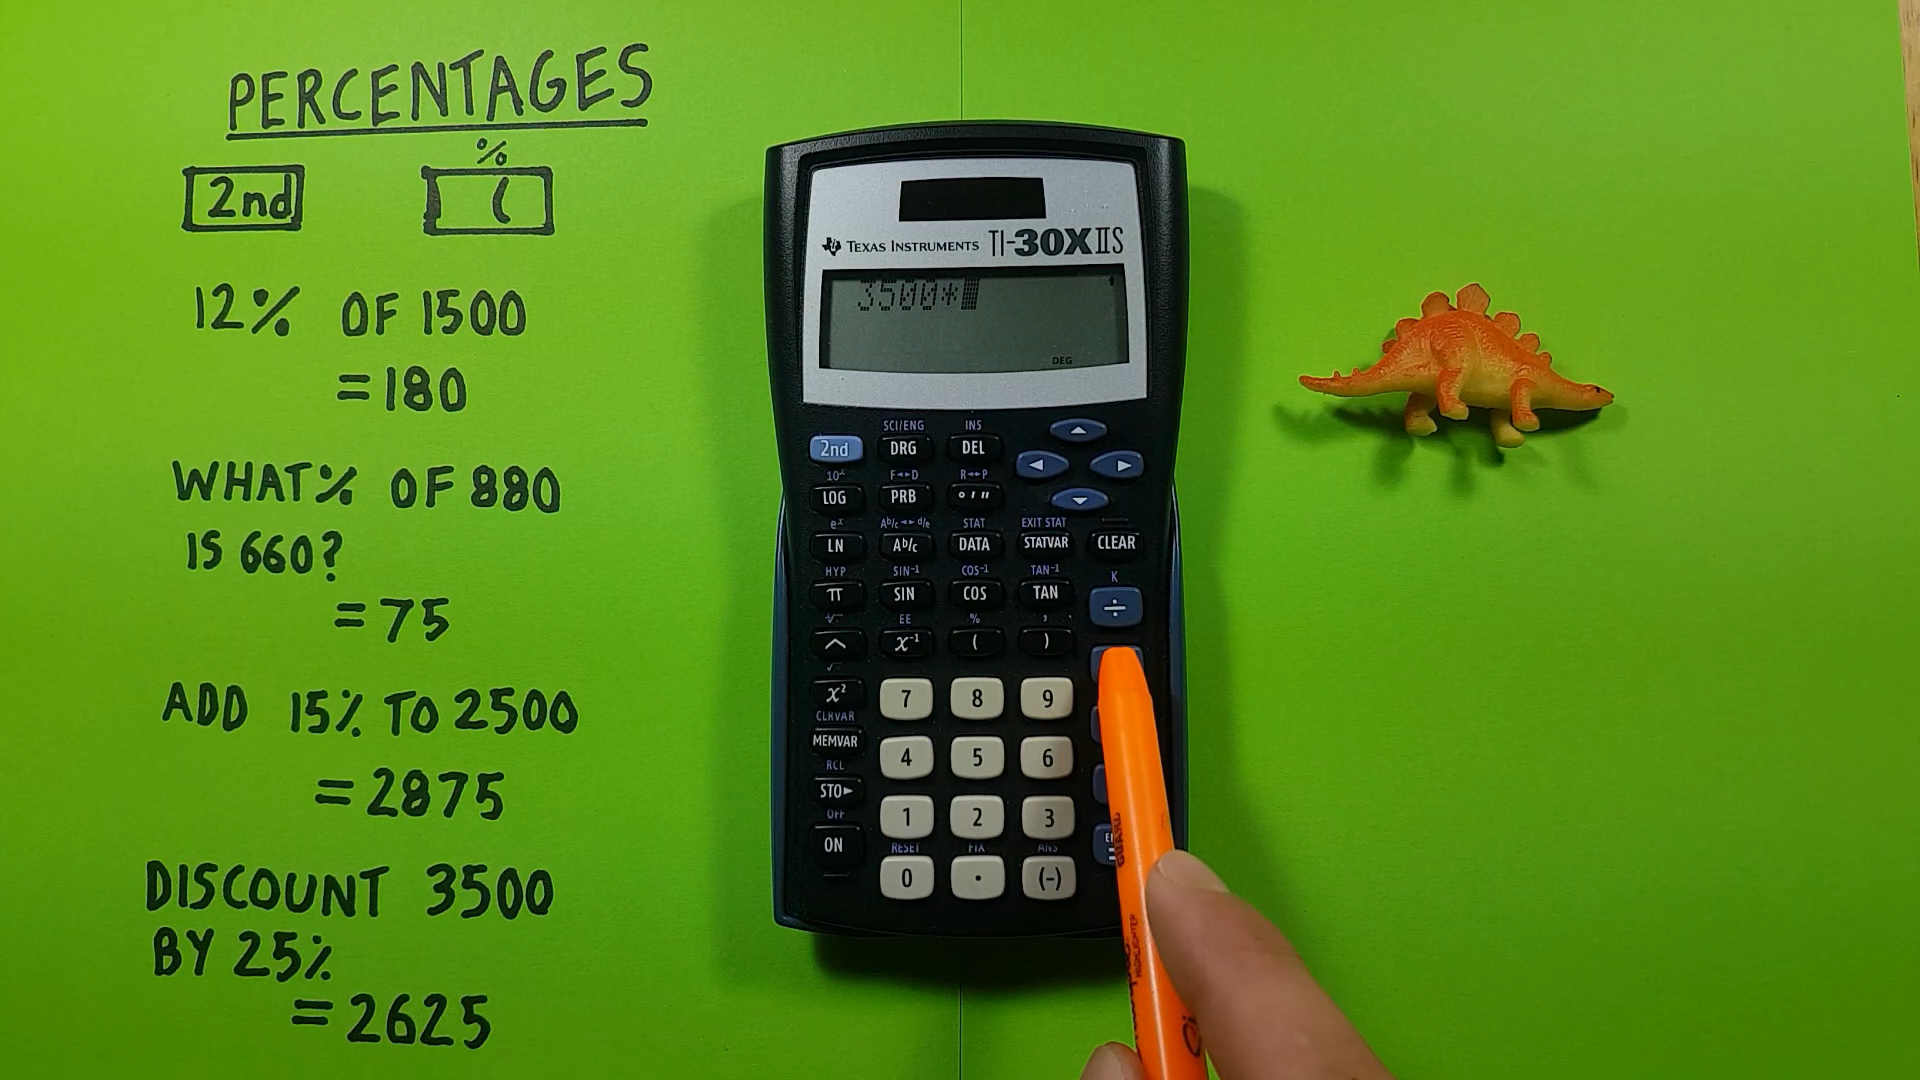 PERCENTAGES
%
2nd (
12% OF 1500
=180
WHAT % OF 880
IS 660?
=75
ADD 15% TO 2500
=2875
DISCOUNT 3500
BY 25%
=2625
TEXAS INSTRUMENTS TI-30X IIS
3500*
DEG
SCI/ENG INS
2nd DRG DEL
10ˣ F◄►D R◄►P
LOG PRB ° ' "
eˣ Ab/c◄►d/e STAT EXIT STAT
LN Ab/c DATA STATVAR CLEAR
HYP SIN⁻¹ COS⁻¹ TAN⁻¹ K
π SIN COS TAN ÷
ˣ√ EE % ,
^ x⁻¹ ( )
√
x² 7 8 9
CLRVAR
MEMVAR 4 5 6
RCL
STO► 1 2 3
OFF RESET FIX ANS
ON 0 . (–)
HIGHLIGHTER